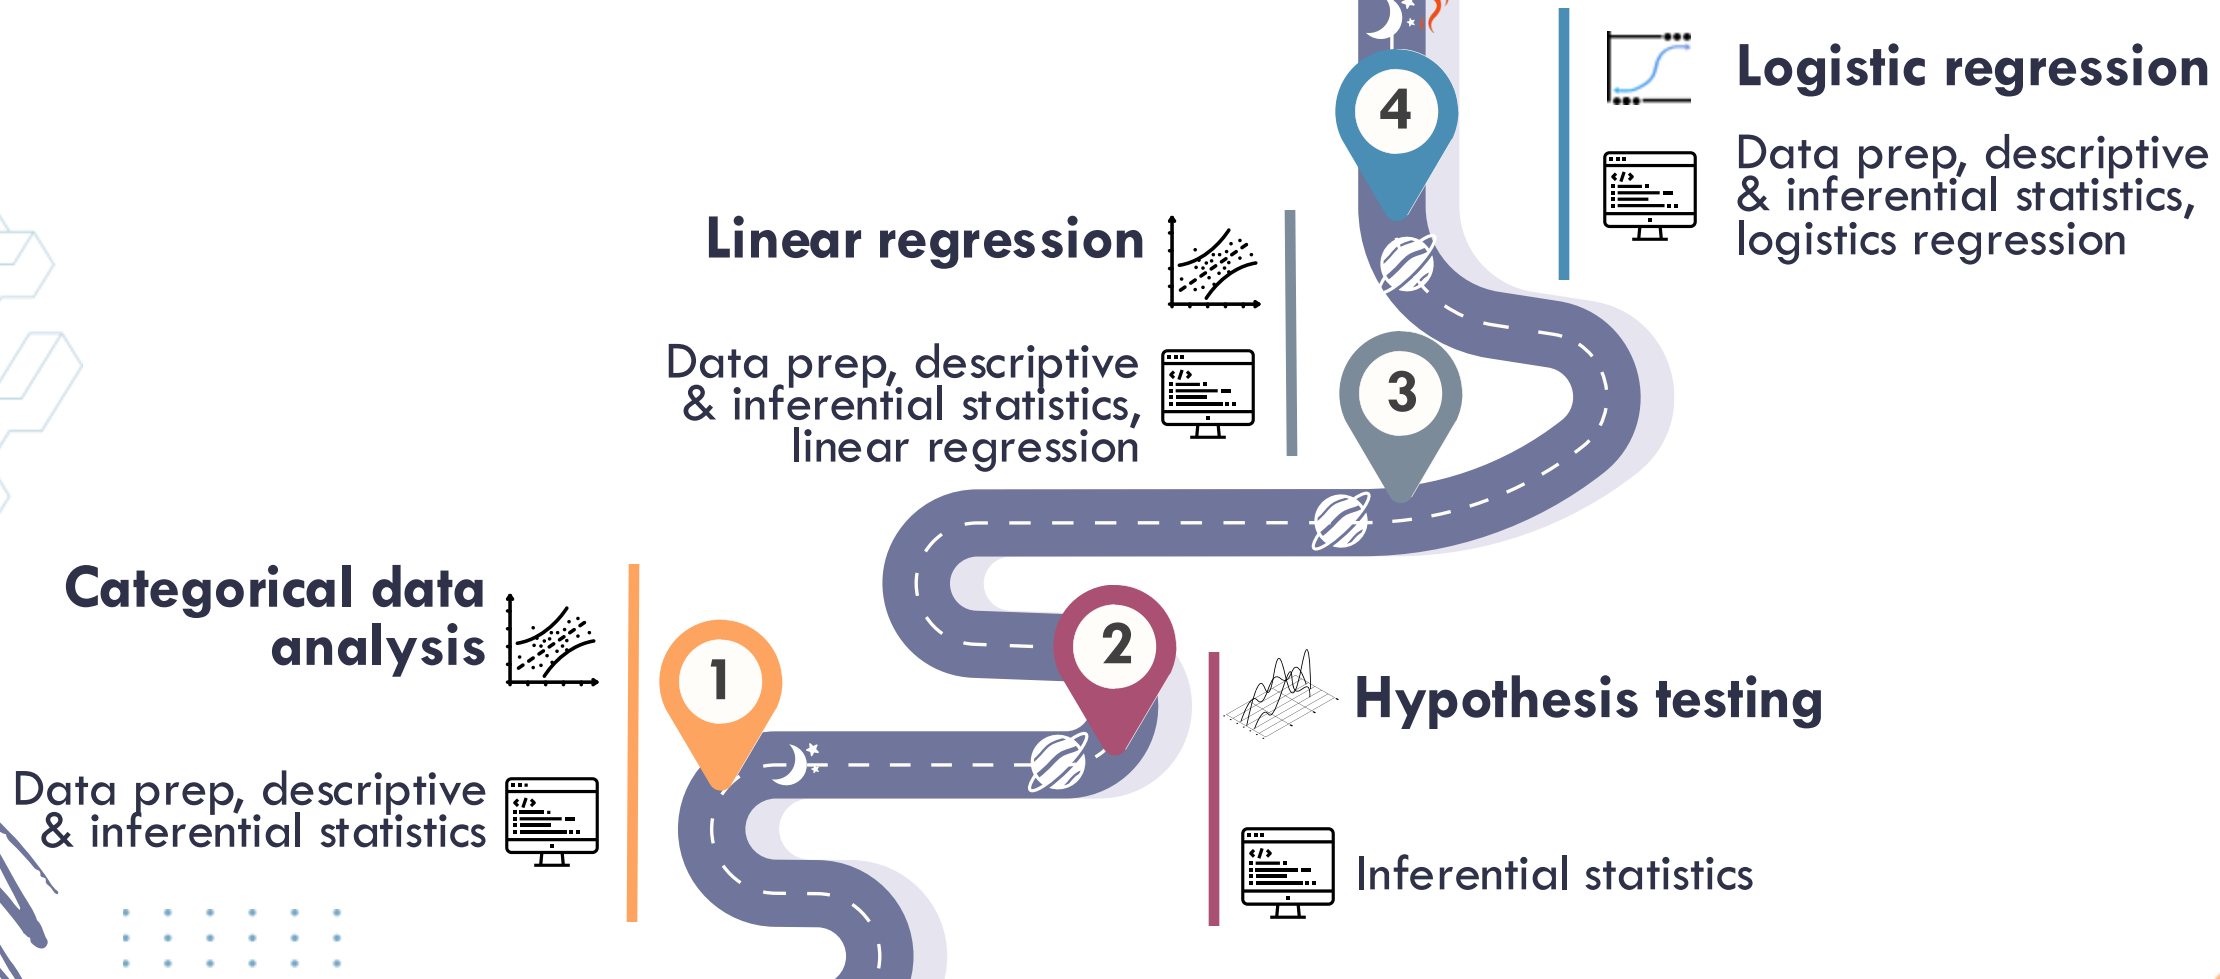 4
Logistic regression
Data prep, descriptive
& inferential statistics,
logistics regression
Linear regression
Data prep, descriptive
& inferential statistics,
linear regression
3
Categorical data
analysis
Data prep, descriptive
& inferential statistics
1
2
Hypothesis testing
Inferential statistics